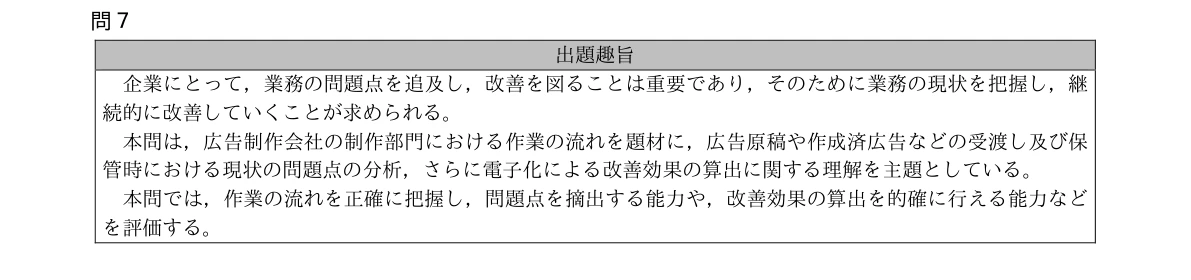 問７
出題趣旨
企業にとって，業務の問題点を追及し，改善を図ることは重要であり，そのために業務の現状を把握し，継
続的に改善していくことが求められる。
本問は，広告制作会社の制作部門における作業の流れを題材に，広告原稿や作成済広告などの受渡し及び保
管時における現状の問題点の分析，さらに電子化による改善効果の算出に関する理解を主題としている。
本問では，作業の流れを正確に把握し，問題点を摘出する能力や，改善効果の算出を的確に行える能力など
を評価する。